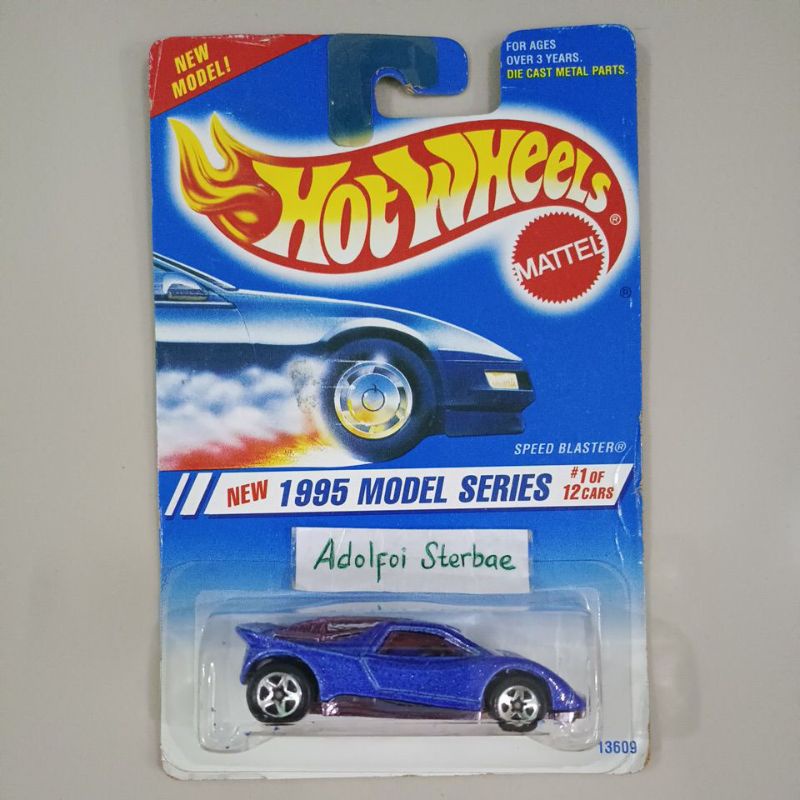 NEW
MODEL!
FOR AGES
OVER 3 YEARS.
DIE CAST METAL PARTS.
HOT WHEELS®
MATTEL
®
SPEED BLASTER®
NEW 1995 MODEL SERIES #1 OF
12 CARS
Adolfoi Sterbae
13609